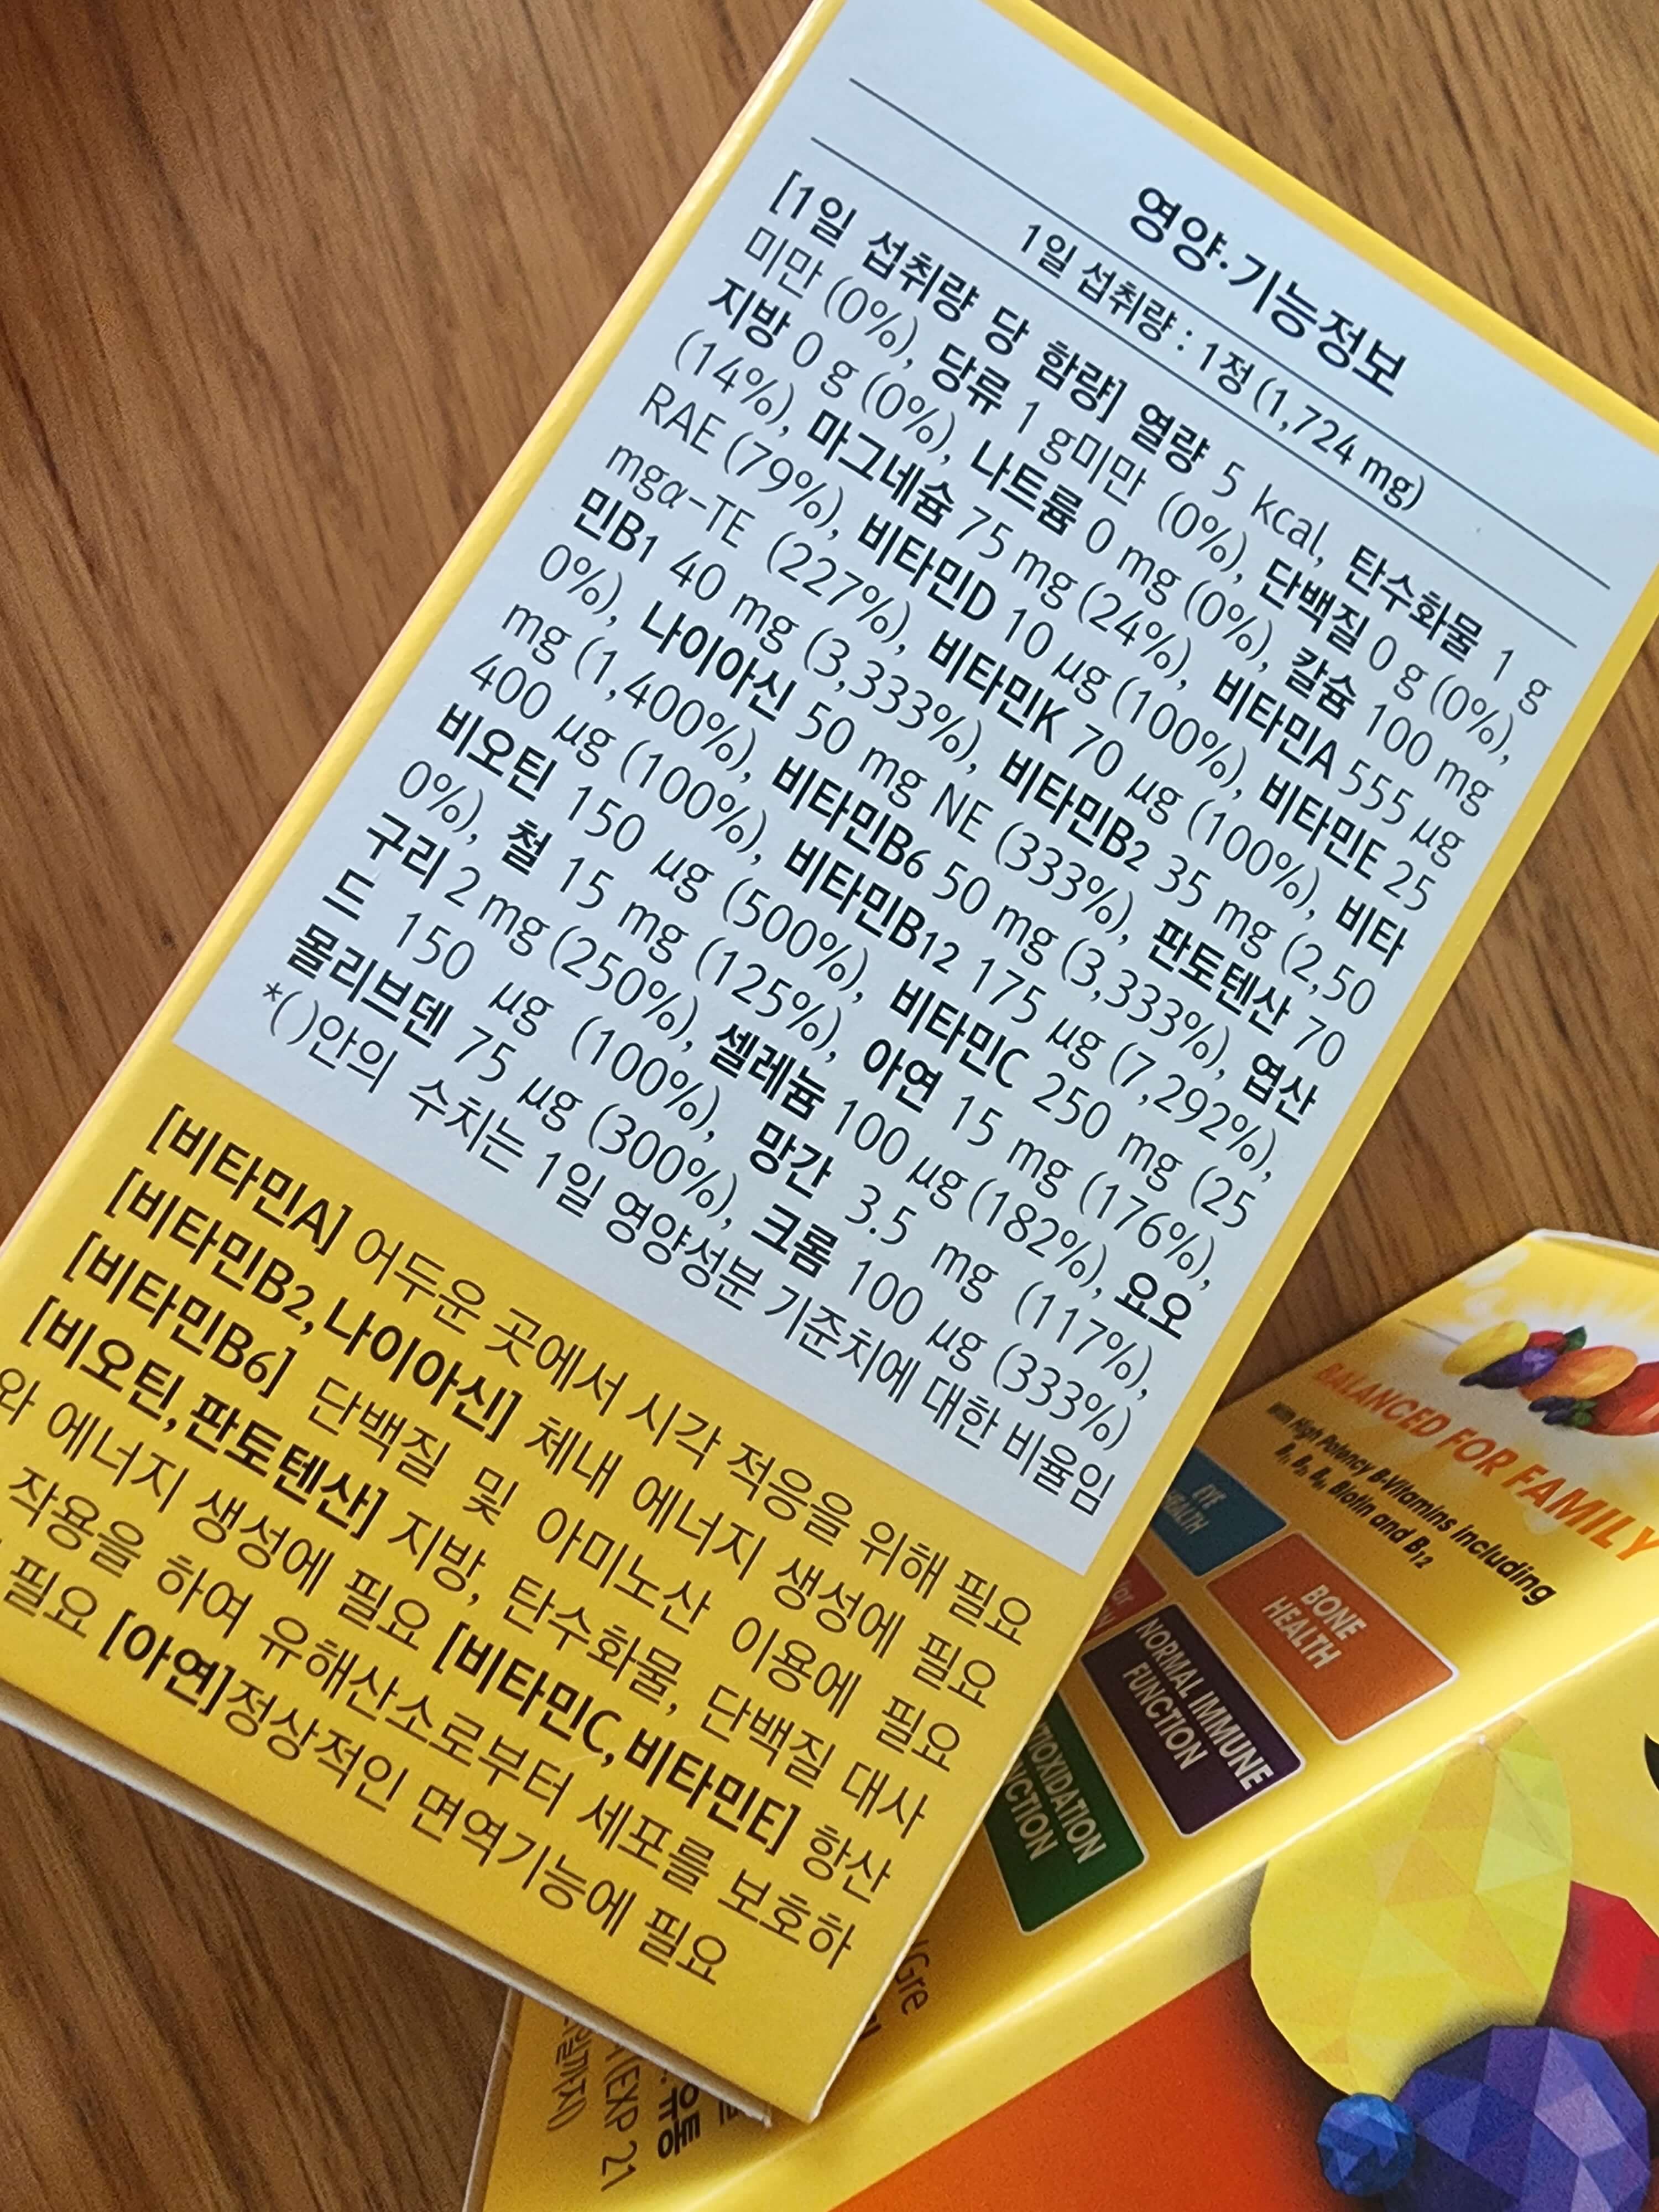 영양·기능정보
1일 섭취량 : 1정 (1,724 mg)
[1일 섭취량 당 함량] 열량 5 kcal, 탄수화물 1 g
미만 (0%), 당류 1 g미만 (0%), 단백질 0 g (0%),
지방 0 g (0%), 나트륨 0 mg (0%), 칼슘 100 mg
(14%), 마그네슘 75 mg (24%), 비타민A 555 μg
RAE (79%), 비타민D 10 μg (100%), 비타민E 25
mgα-TE (227%), 비타민K 70 μg (100%), 비타
민B1 40 mg (3,333%), 비타민B2 35 mg (2,50
0%), 나이아신 50 mg NE (333%), 판토텐산 70
mg (1,400%), 비타민B6 50 mg (3,333%), 엽산
400 μg (100%), 비타민B12 175 μg (7,292%),
비오틴 150 μg (500%), 비타민C 250 mg (25
0%), 철 15 mg (125%), 아연 15 mg (176%),
구리 2 mg (250%), 셀레늄 100 μg (182%), 요오
드 150 μg (100%), 망간 3.5 mg (117%),
몰리브덴 75 μg (300%), 크롬 100 μg (333%)
*( )안의 수치는 1일 영양성분 기준치에 대한 비율임
[비타민A] 어두운 곳에서 시각 적응을 위해 필요
[비타민B2, 나이아신] 체내 에너지 생성에 필요
[비타민B6] 단백질 및 아미노산 이용에 필요
[비오틴, 판토텐산] 지방, 탄수화물, 단백질 대사
와 에너지 생성에 필요 [비타민C, 비타민E] 항산
작용을 하여 유해산소로부터 세포를 보호하
필요 [아연]정상적인 면역기능에 필요
BALANCED FOR FAMILY
with High Potency B-Vitamins including
B₁, B₂, B₆, Biotin and B₁₂
EYE
HEALTH
BONE
HEALTH
NORMAL IMMUNE
FUNCTION
유통
(EXP 21